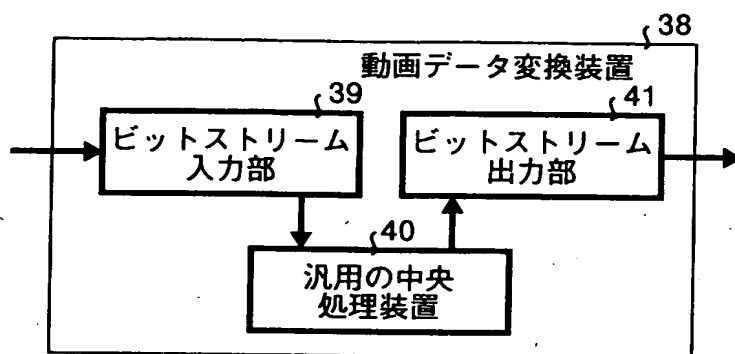 38
動画データ変換装置
39
ビットストリーム
入力部
41
ビットストリーム
出力部
40
汎用の中央
処理装置